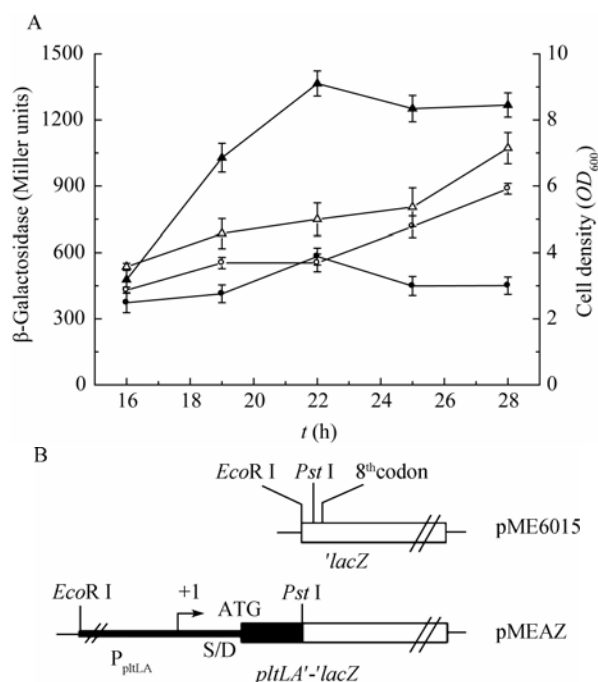 A
1500
1200
900
600
300
0
10
8
6
4
2
0
16
18
20
22
24
26
28
β-Galactosidase (Miller units)
Cell density (OD600)
t (h)
B
EcoR I
Pst I
8th codon
'lacZ
pME6015
EcoR I
+1
ATG
Pst I
PpltLA
S/D
pltLA'-'lacZ
pMEAZ